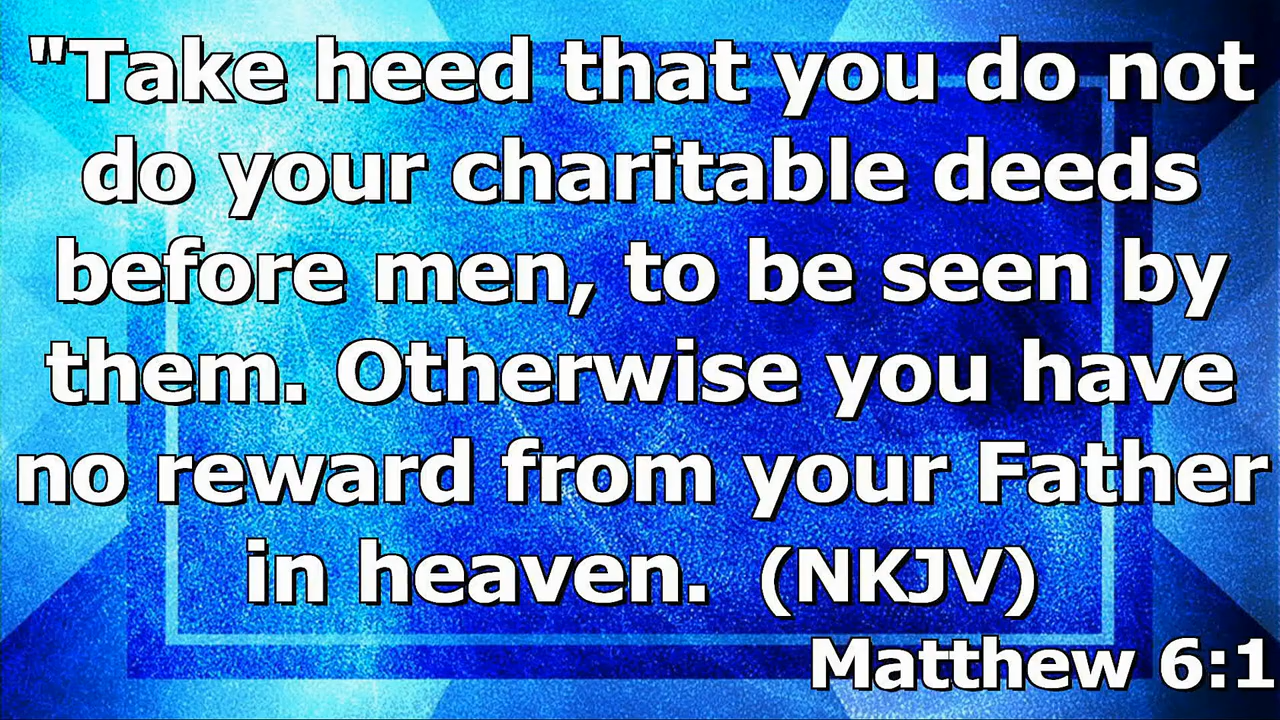 "Take heed that you do not
do your charitable deeds
before men, to be seen by
them. Otherwise you have
no reward from your Father
in heaven.  (NKJV)
Matthew 6:1